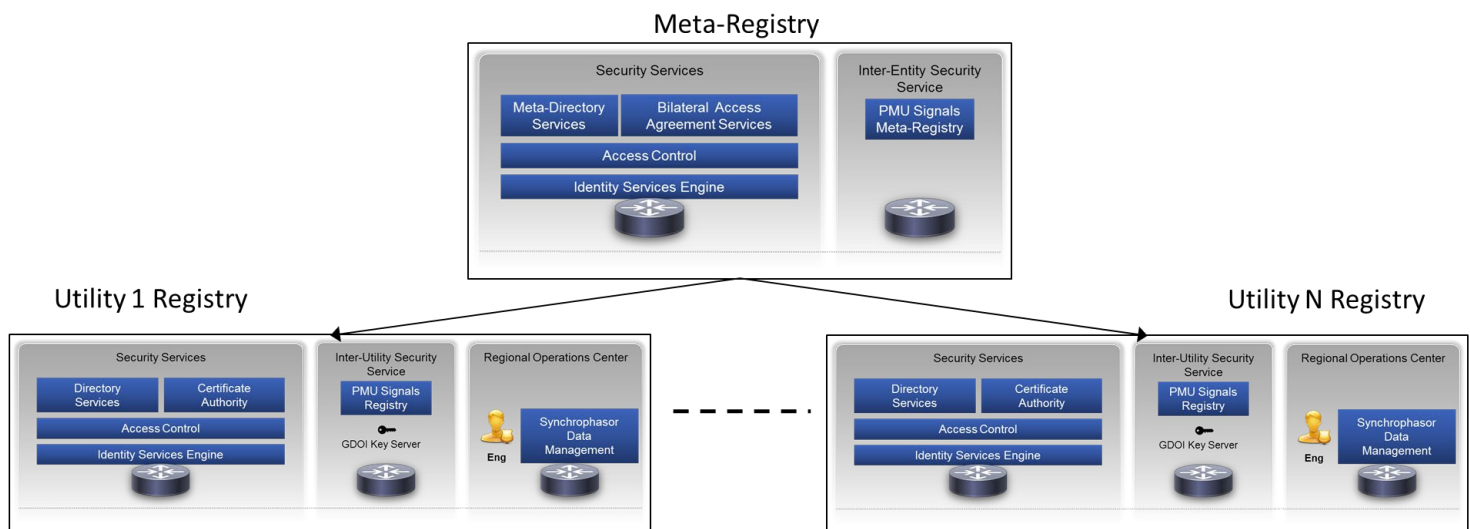 Meta-Registry
Security Services
Meta-Directory
Services
Bilateral Access
Agreement Services
Access Control
Identity Services Engine
Inter-Entity Security
Service
PMU Signals
Meta-Registry
Utility 1 Registry
Security Services
Directory
Services
Certificate
Authority
Access Control
Identity Services Engine
Inter-Utility Security
Service
PMU Signals
Registry
GDOI Key Server
Regional Operations Center
Eng
Synchrophasor
Data
Management
Utility N Registry
Security Services
Directory
Services
Certificate
Authority
Access Control
Identity Services Engine
Inter-Utility Security
Service
PMU Signals
Registry
GDOI Key Server
Regional Operations Center
Eng
Synchrophasor
Data
Management